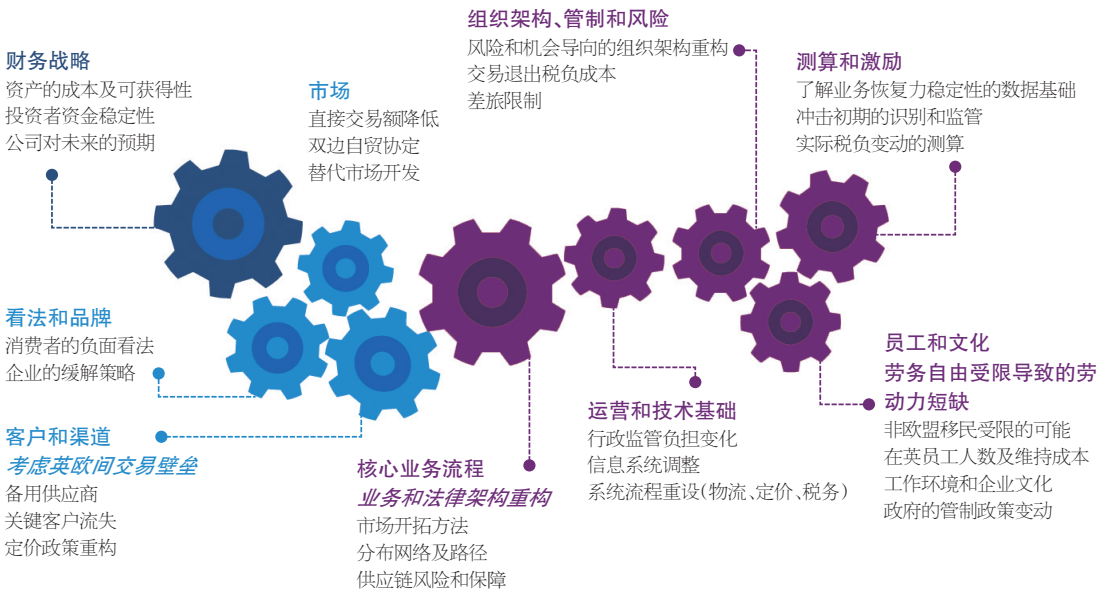 财务战略
资产的成本及可获得性
投资者资金稳定性
公司对未来的预期
市场
直接交易额降低
双边自贸协定
替代市场开发
组织架构、管制和风险
风险和机会导向的组织架构重构
交易退出税负成本
差旅限制
测算和激励
了解业务恢复力稳定性的数据基础
冲击初期的识别和监管
实际税负变动的测算
看法和品牌
消费者的负面看法
企业的缓解策略
客户和渠道
考虑英欧间交易壁垒
备用供应商
关键客户流失
定价政策重构
核心业务流程
业务和法律架构重构
市场开拓方法
分布网络及路径
供应链风险和保障
运营和技术基础
行政监管负担变化
信息系统调整
系统流程重设(物流、定价、税务)
员工和文化
劳务自由受限导致的劳
动力短缺
非欧盟移民受限的可能
在英员工人数及维持成本
工作环境和企业文化
政府的管制政策变动